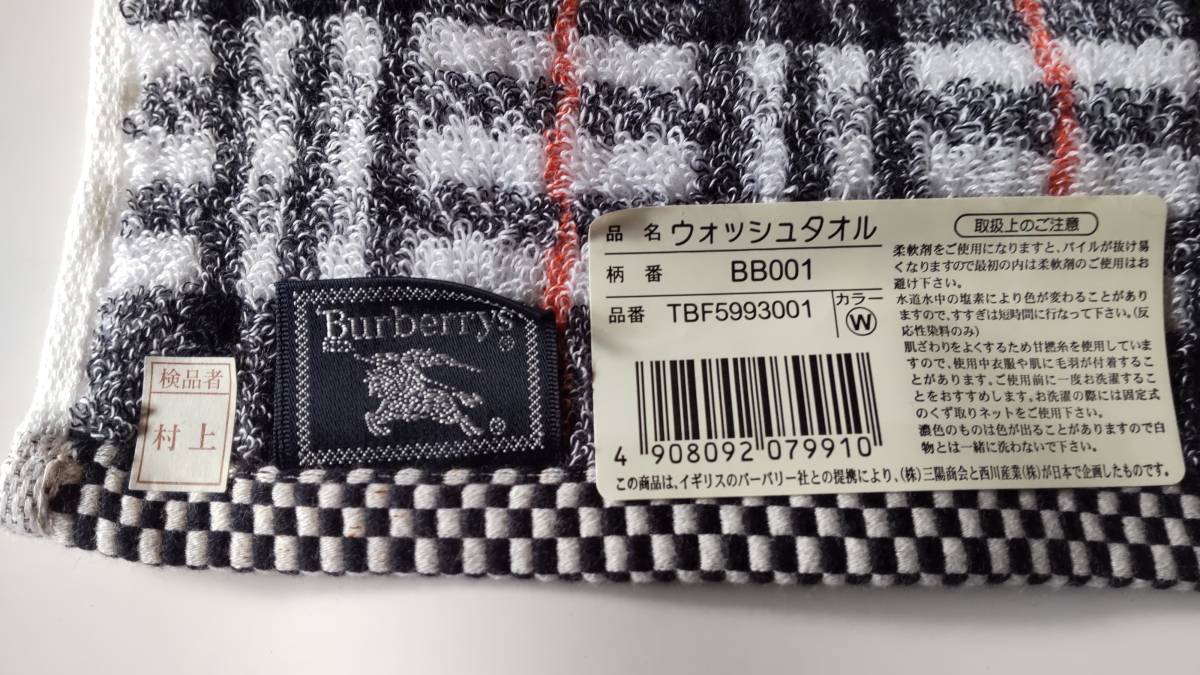 Burberrys
®
検品者
村上
品名 ウォッシュタオル
柄番 BB001
品番 TBF5993001
カラー
W
4 908092 079910
取扱上のご注意
柔軟剤をご使用になりますと、パイルが抜け易
くなりますので最初の内は柔軟剤のご使用はお
避け下さい。
水道水中の塩素により色が変わることがあり
ますので、すすぎは短時間に行なって下さい。(反
応性染料のみ)
肌ざわりをよくするため甘撚糸を使用していま
すので、使用中衣服や肌に毛羽が付着するこ
とがあります。ご使用前に一度お洗濯するこ
とをおすすめします。お洗濯の際には固定式
のくず取りネットをご使用下さい。
濃色のものは色が出ることがありますので白
物とは一緒に洗わないで下さい。
この商品は、イギリスのバーバリー社との提携により、(株)三陽商会と西川産業(株)が日本で企画したものです。